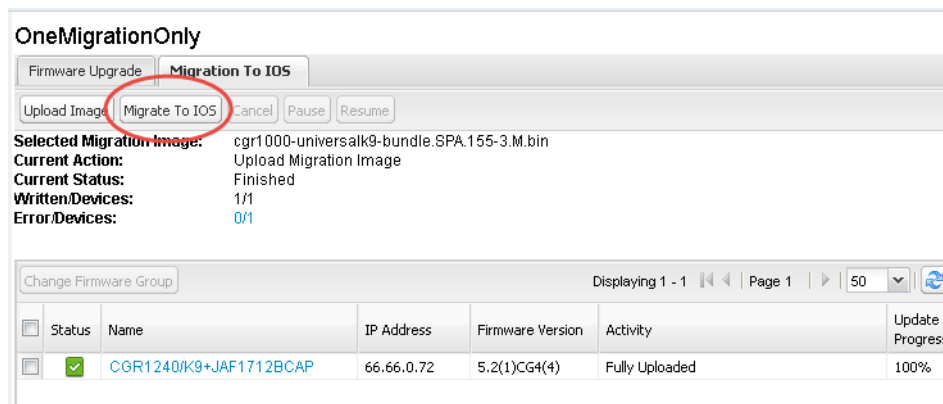 OneMigrationOnly
Firmware Upgrade Migration To IOS
Upload Image Migrate To IOS Cancel Pause Resume
Selected Migration Image: cgr1000-universalk9-bundle.SPA.155-3.M.bin
Current Action: Upload Migration Image
Current Status: Finished
Written/Devices: 1/1
Error/Devices: 0/1
Change Firmware Group Displaying 1 - 1 Page 1 50
Status Name IP Address Firmware Version Activity Update Progress
CGR1240/K9+JAF1712BCAP 66.66.0.72 5.2(1)CG4(4) Fully Uploaded 100%